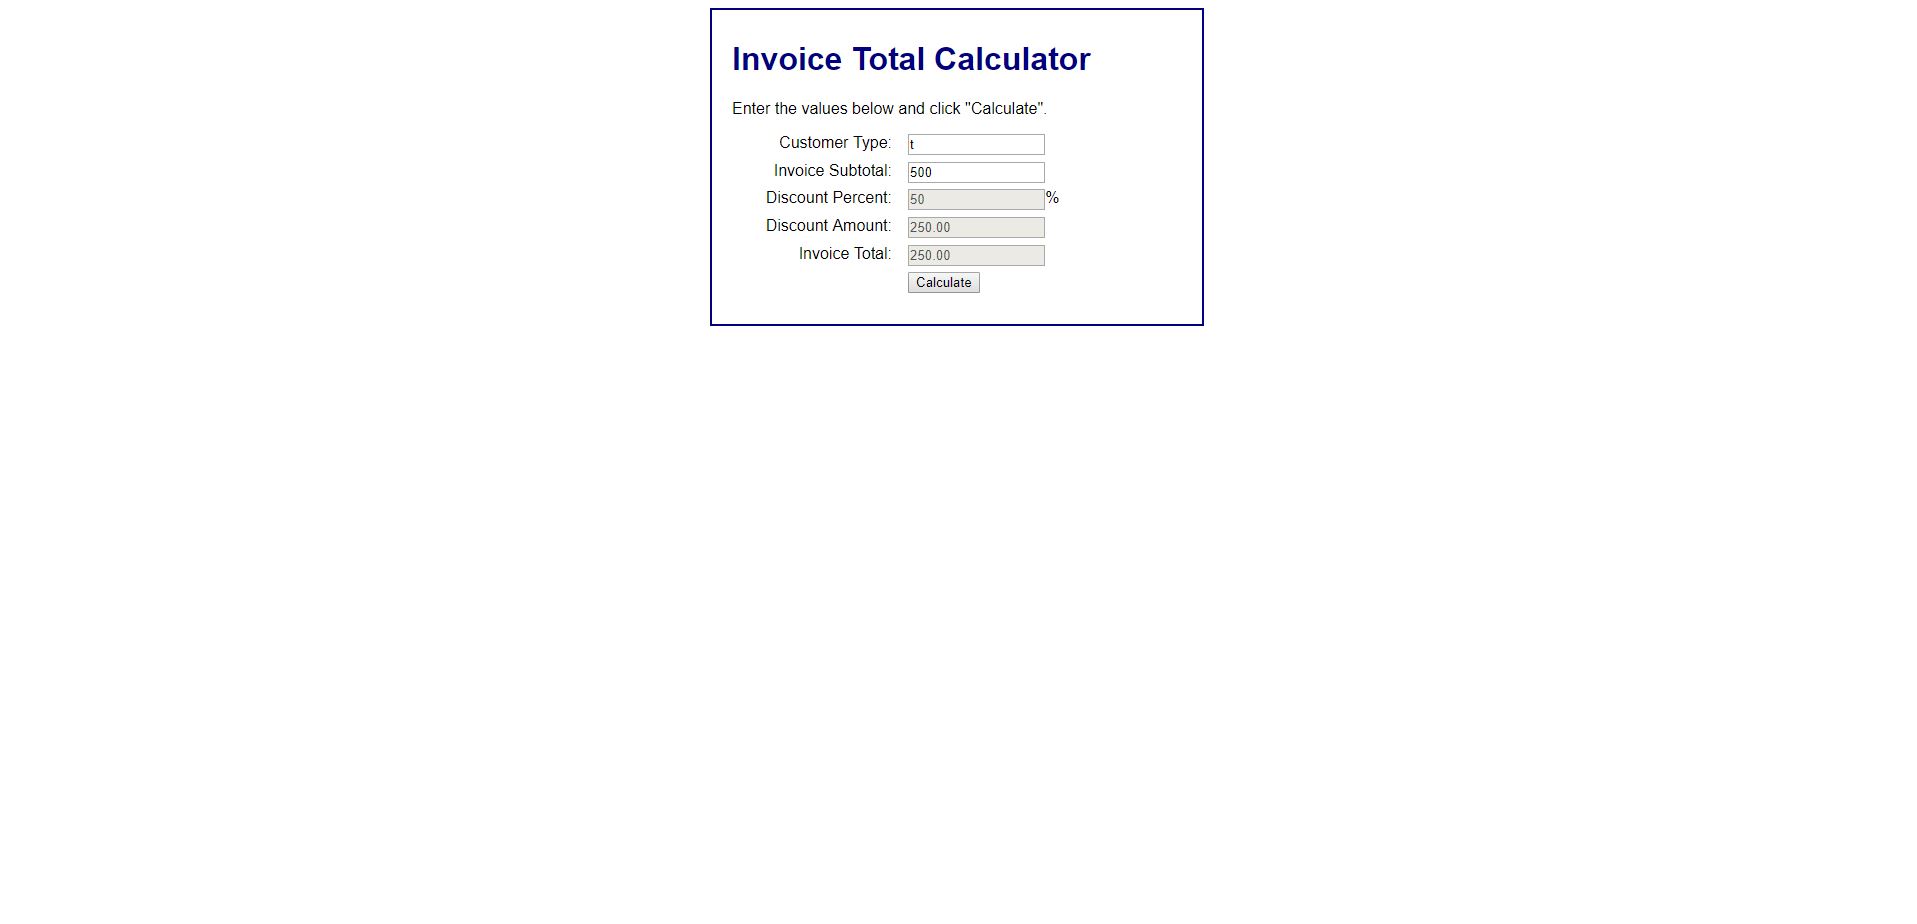 Invoice Total Calculator
Enter the values below and click "Calculate".
Customer Type: t
Invoice Subtotal: 500
Discount Percent: 50 %
Discount Amount: 250.00
Invoice Total: 250.00
Calculate